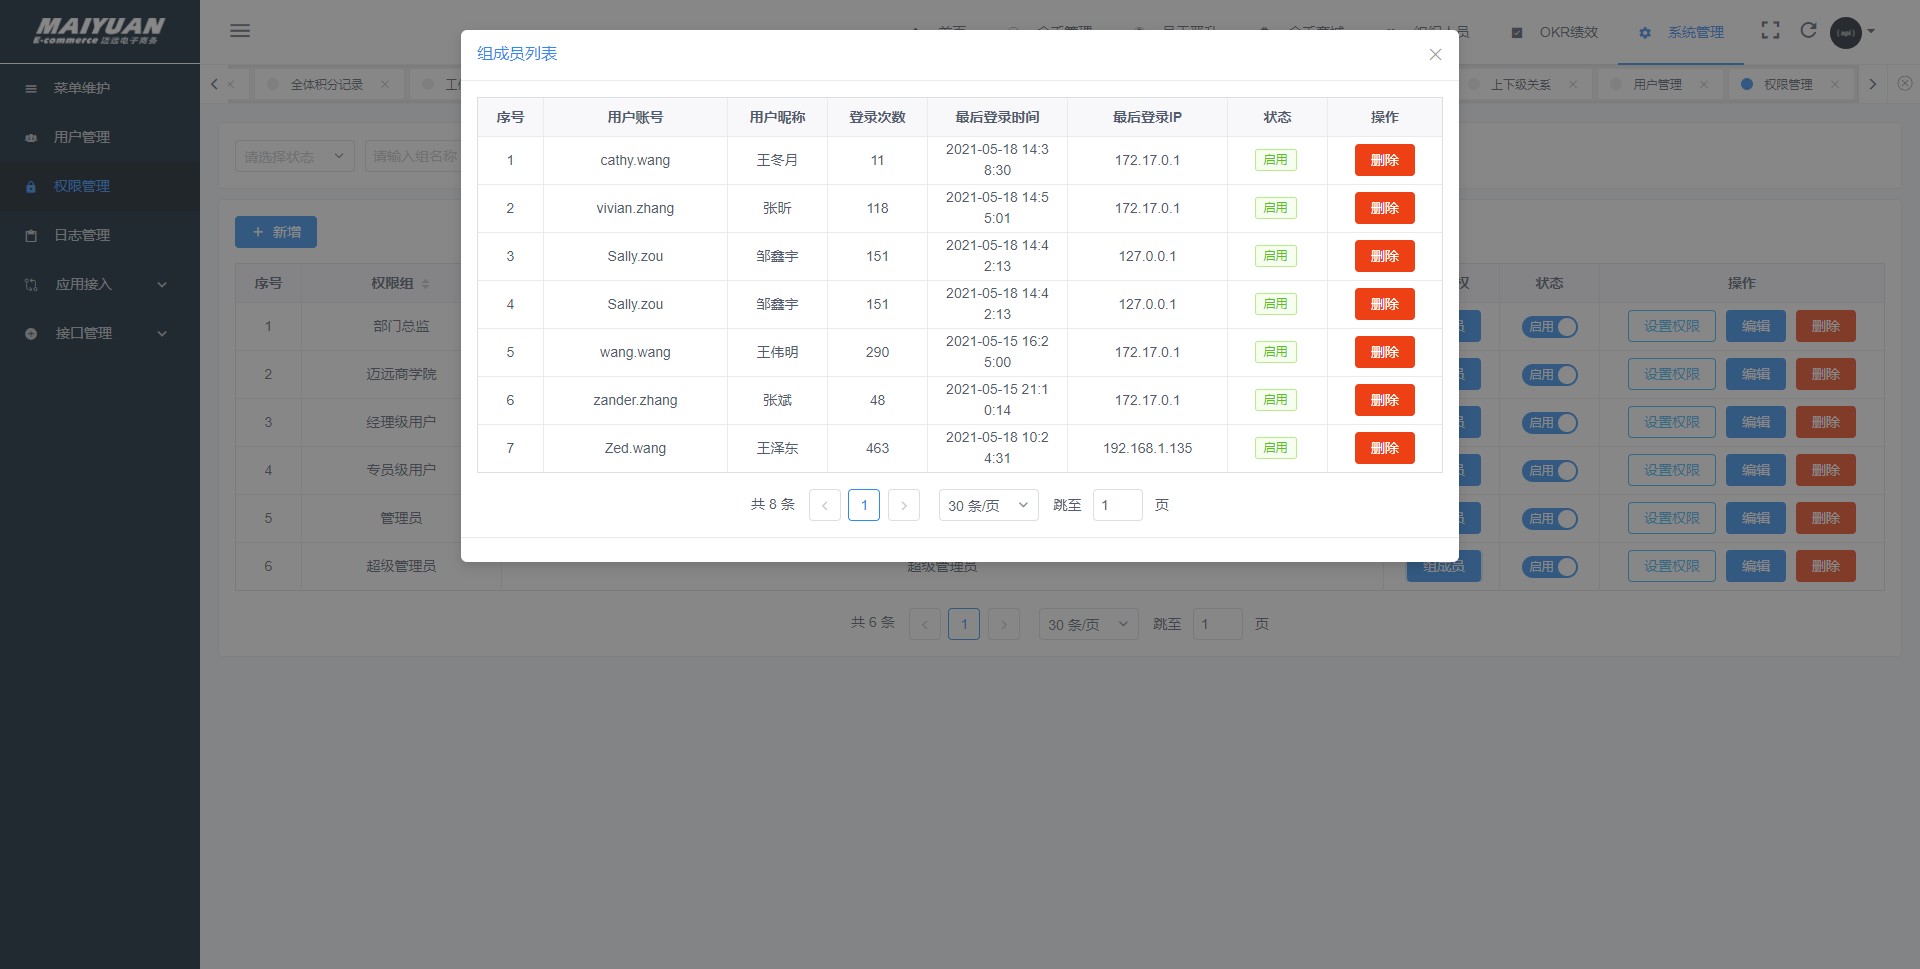 MAIYUAN
E-commerce 迈远电子商务
菜单维护
用户管理
权限管理
日志管理
应用接入
接口管理
OKR绩效
系统管理
全体积分记录
上下级关系
用户管理
权限管理
请选择状态
请输入组名称
新增
组成员列表
序号 用户账号 用户昵称 登录次数 最后登录时间 最后登录IP 状态 操作
1 cathy.wang 王冬月 11 2021-05-18 14:3
8:30 172.17.0.1 启用 删除
2 vivian.zhang 张昕 118 2021-05-18 14:5
5:01 172.17.0.1 启用 删除
3 Sally.zou 邹鑫宇 151 2021-05-18 14:4
2:13 127.0.0.1 启用 删除
4 Sally.zou 邹鑫宇 151 2021-05-18 14:4
2:13 127.0.0.1 启用 删除
5 wang.wang 王伟明 290 2021-05-15 16:2
5:00 172.17.0.1 启用 删除
6 zander.zhang 张斌 48 2021-05-15 21:1
0:14 172.17.0.1 启用 删除
7 Zed.wang 王泽东 463 2021-05-18 10:2
4:31 192.168.1.135 启用 删除
共 8 条 1 30 条/页 跳至 1 页
序号 权限组 权 状态 操作
1 部门总监 启用 设置权限 编辑 删除
2 迈远商学院 启用 设置权限 编辑 删除
3 经理级用户 启用 设置权限 编辑 删除
4 专员级用户 启用 设置权限 编辑 删除
5 管理员 启用 设置权限 编辑 删除
6 超级管理员 超级管理员 组成员 启用 设置权限 编辑 删除
共 6 条 1 30 条/页 跳至 1 页